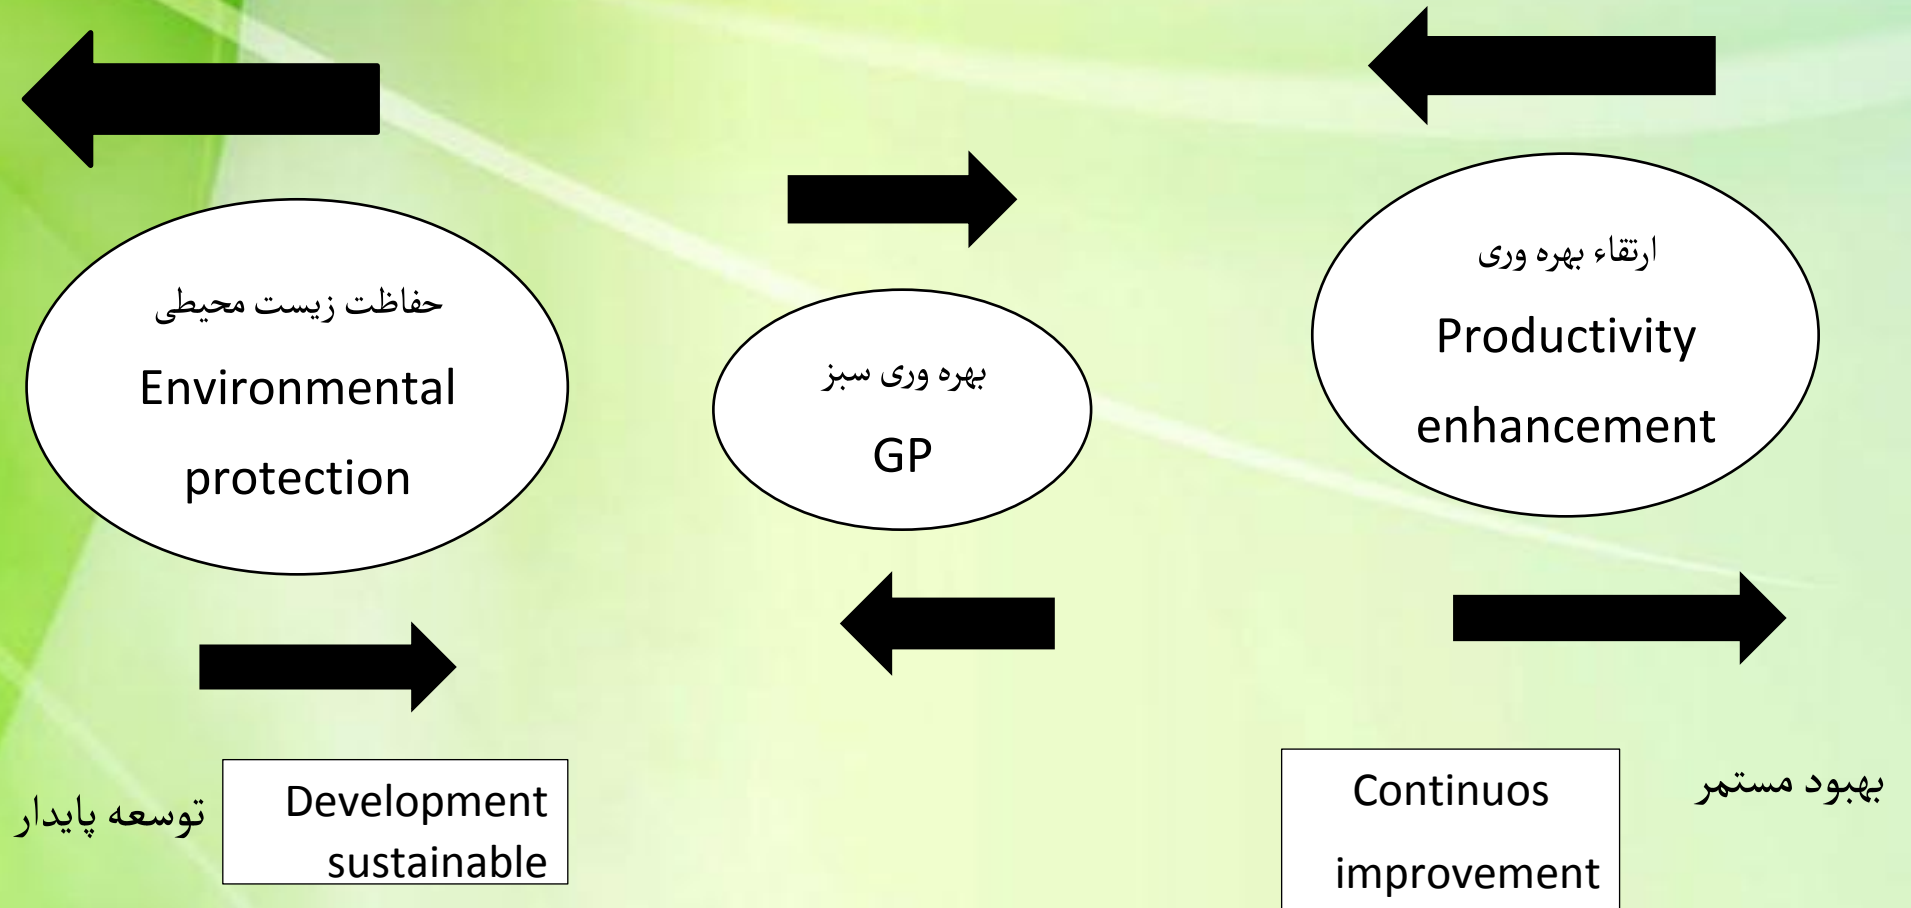 حفاظت زیست محیطی
Environmental
protection
بهره وری سبز
GP
ارتقاء بهره وری
Productivity
enhancement
توسعه پایدار
Development
sustainable
Continuos
improvement
بهبود مستمر